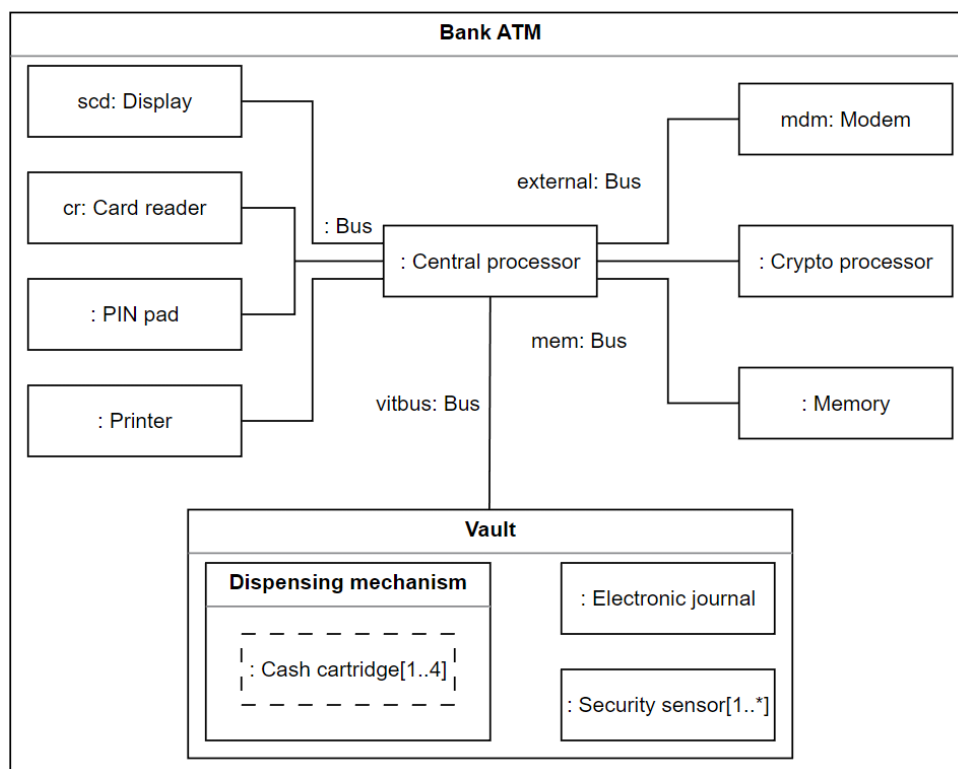 Bank ATM
scd: Display
mdm: Modem
external: Bus
cr: Card reader
: Bus
: Central processor
: Crypto processor
: PIN pad
mem: Bus
vitbus: Bus
: Printer
: Memory
Vault
Dispensing mechanism
: Electronic journal
: Cash cartridge[1..4]
: Security sensor[1..*]